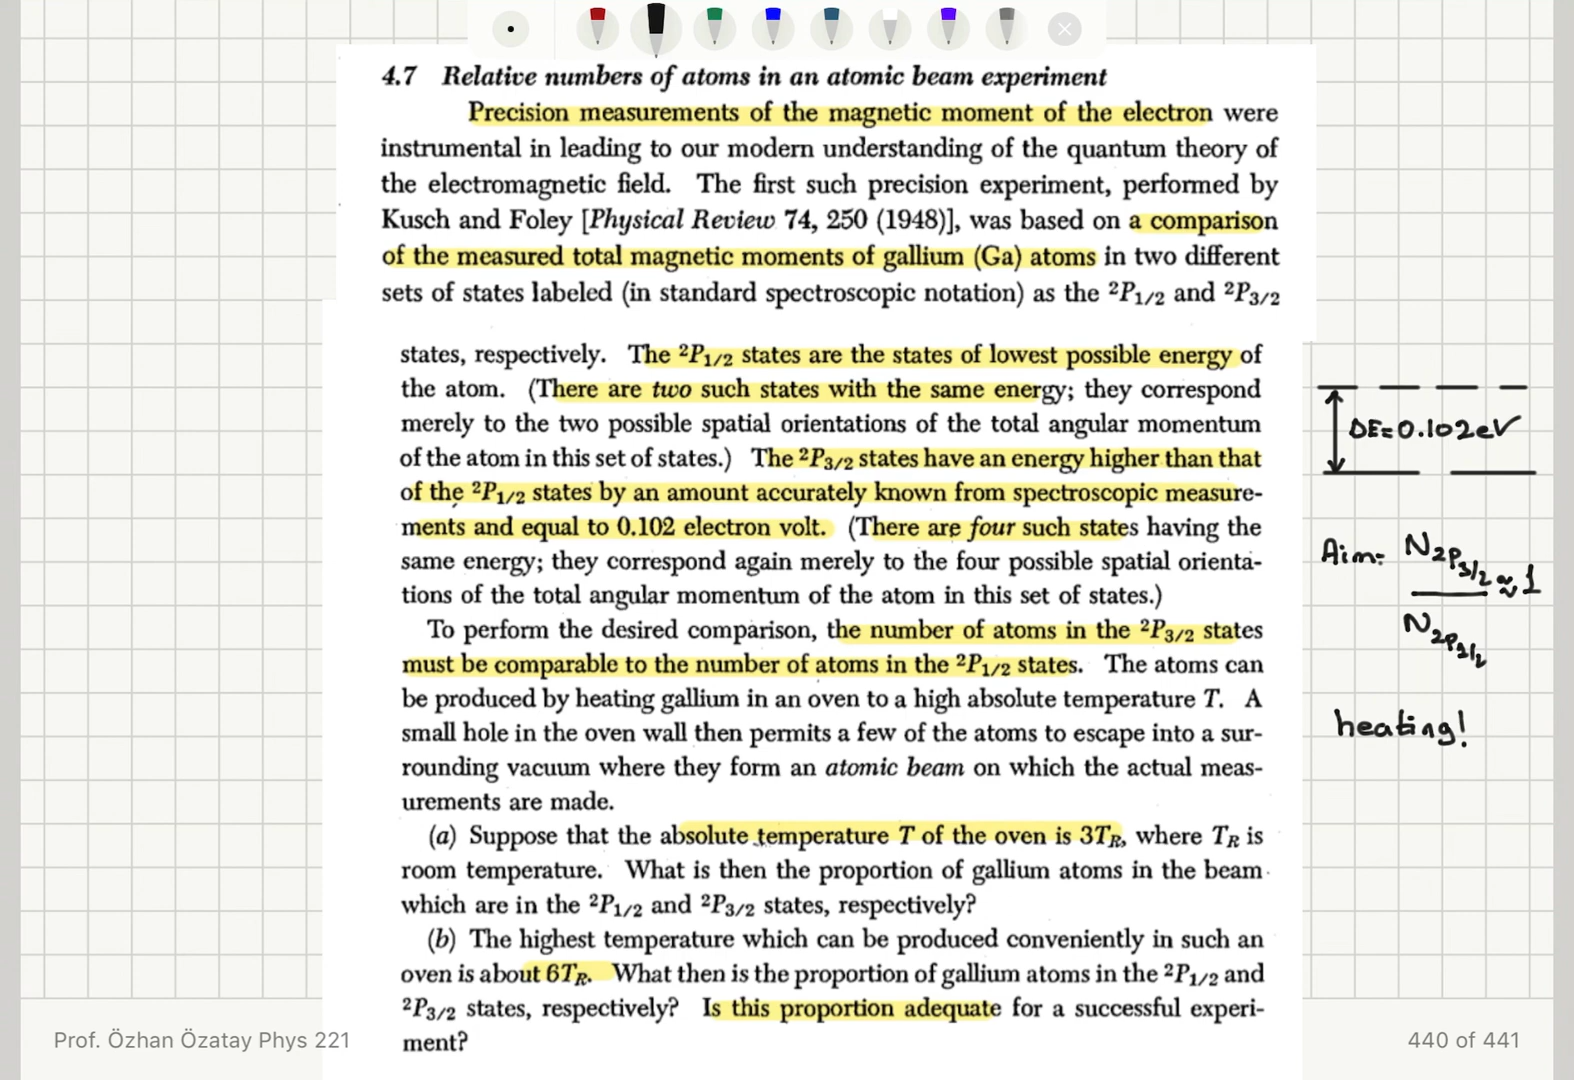 4.7 Relative numbers of atoms in an atomic beam experiment
Precision measurements of the magnetic moment of the electron were
instrumental in leading to our modern understanding of the quantum theory of
the electromagnetic field. The first such precision experiment, performed by
Kusch and Foley [Physical Review 74, 250 (1948)], was based on a comparison
of the measured total magnetic moments of gallium (Ga) atoms in two different
sets of states labeled (in standard spectroscopic notation) as the ²P₁/₂ and ²P₃/₂
states, respectively. The ²P₁/₂ states are the states of lowest possible energy of
the atom. (There are two such states with the same energy; they correspond
merely to the two possible spatial orientations of the total angular momentum
of the atom in this set of states.) The ²P₃/₂ states have an energy higher than that
of the ²P₁/₂ states by an amount accurately known from spectroscopic measure-
ments and equal to 0.102 electron volt. (There are four such states having the
same energy; they correspond again merely to the four possible spatial orienta-
tions of the total angular momentum of the atom in this set of states.)
To perform the desired comparison, the number of atoms in the ²P₃/₂ states
must be comparable to the number of atoms in the ²P₁/₂ states. The atoms can
be produced by heating gallium in an oven to a high absolute temperature T. A
small hole in the oven wall then permits a few of the atoms to escape into a sur-
rounding vacuum where they form an atomic beam on which the actual meas-
urements are made.
(a) Suppose that the absolute temperature T of the oven is 3T_R, where T_R is
room temperature. What is then the proportion of gallium atoms in the beam
which are in the ²P₁/₂ and ²P₃/₂ states, respectively?
(b) The highest temperature which can be produced conveniently in such an
oven is about 6T_R. What then is the proportion of gallium atoms in the ²P₁/₂ and
²P₃/₂ states, respectively? Is this proportion adequate for a successful experi-
ment?
ΔE=0.102eV
Aim: N₂P₃/₂ ≈ 1
N₂P₁/₂
heating!
Prof. Özhan Özatay Phys 221
440 of 441